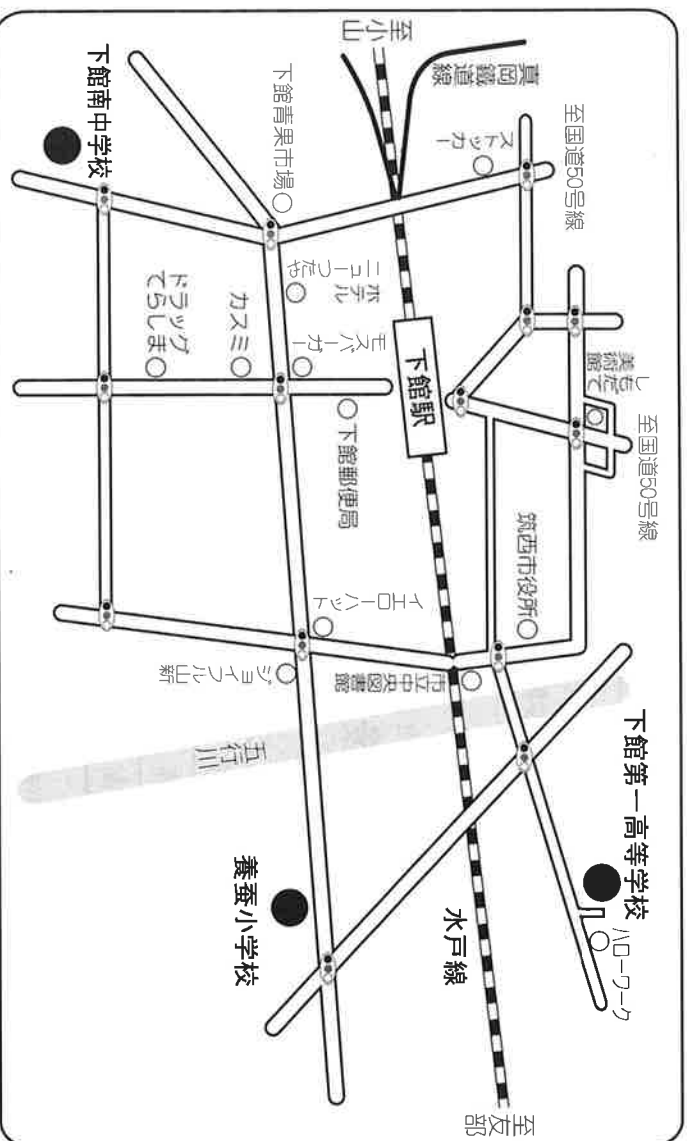 至小山
真岡鐵道線
至国道50号線
ストッカー
下館青果市場
下館南中学校
ニューつたや
ホテル
モスバーガー
カスミ
ドラッグ
てらしま
下館駅
下館郵便局
しもだて
美術館
至国道50号線
筑西市役所
イエローハット
ジョイフル山新
市立中央図書館
五行川
下館第一高等学校
ハローワーク
養蚕小学校
水戸線
至友部